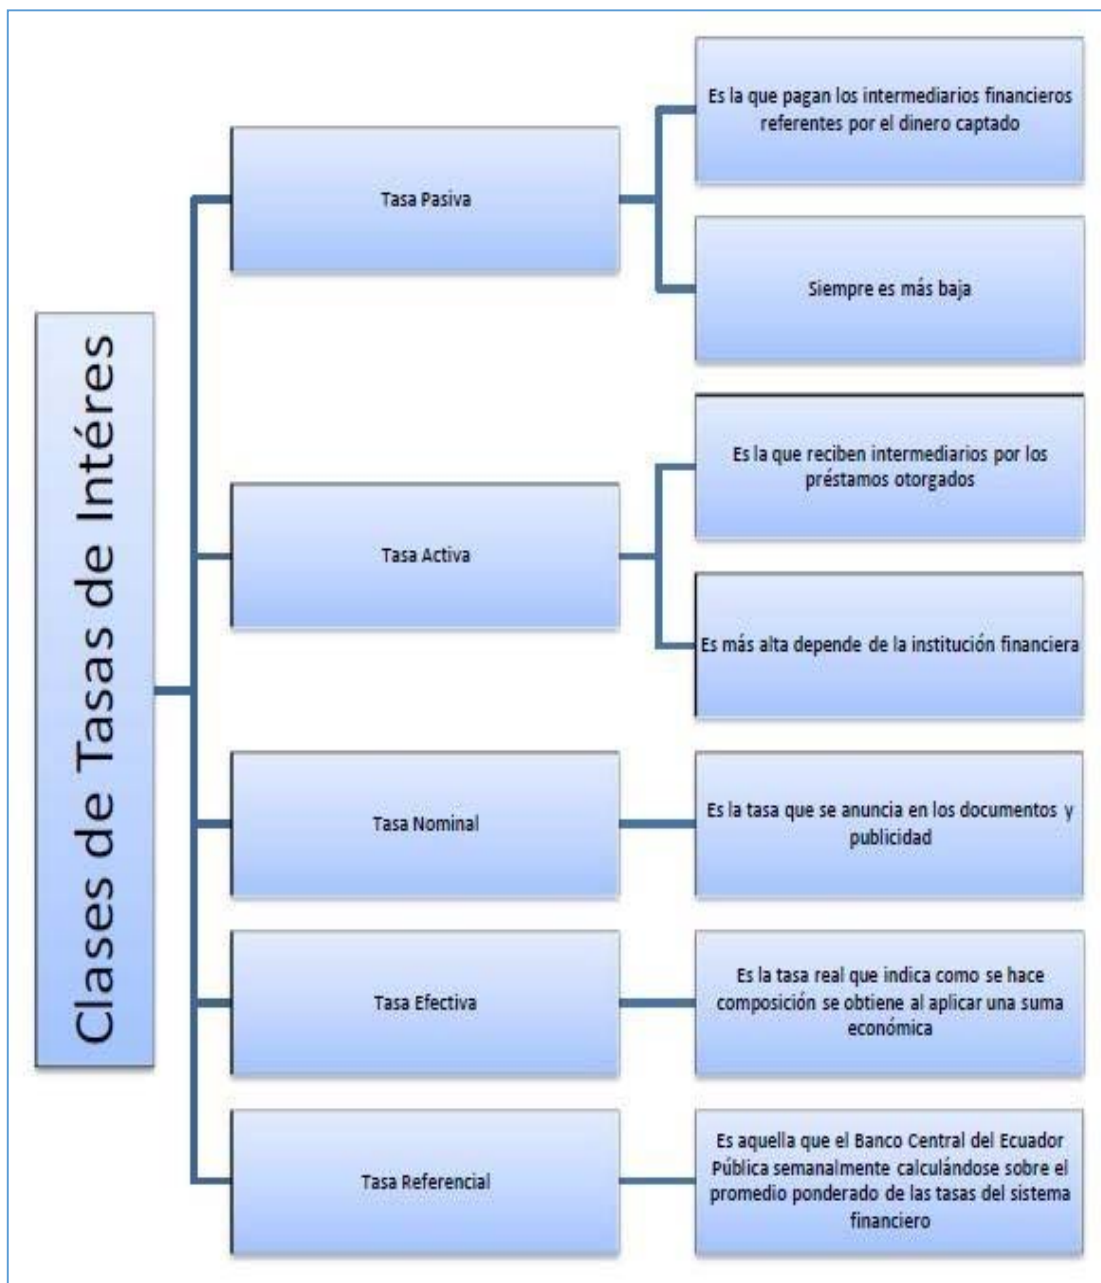 Clases de Tasas de Intéres
Tasa Pasiva
Es la que pagan los intermediarios financieros
referentes por el dinero captado
Siempre es más baja
Tasa Activa
Es la que reciben intermediarios por los
préstamos otorgados
Es más alta depende de la institución financiera
Tasa Nominal
Es la tasa que se anuncia en los documentos y
publicidad
Tasa Efectiva
Es la tasa real que indica como se hace
composición se obtiene al aplicar una suma
económica
Tasa Referencial
Es aquella que el Banco Central del Ecuador
Pública semanalmente calculándose sobre el
promedio ponderado de las tasas del sistema
financiero